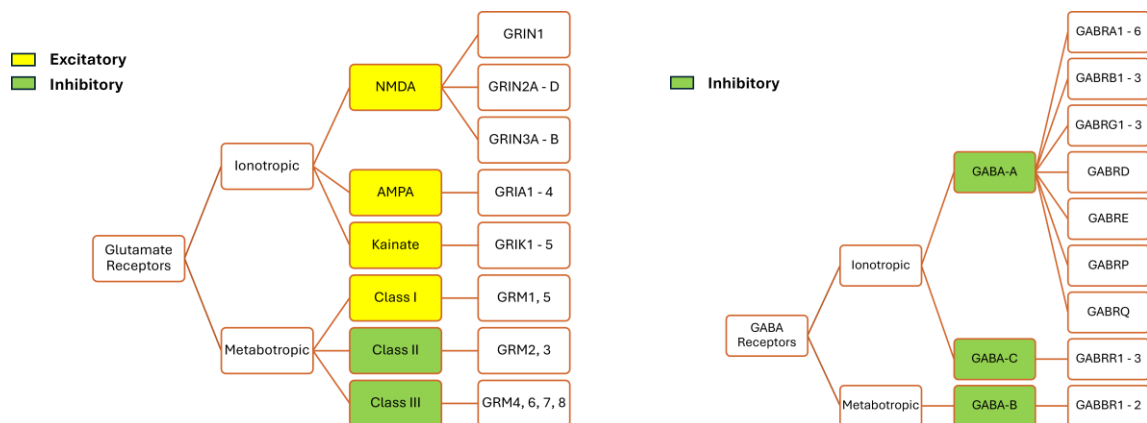 Excitatory
Inhibitory
Glutamate
Receptors
Ionotropic
Metabotropic
NMDA
AMPA
Kainate
Class I
Class II
Class III
GRIN1
GRIN2A - D
GRIN3A - B
GRIA1 - 4
GRIK1 - 5
GRM1, 5
GRM2, 3
GRM4, 6, 7, 8
Inhibitory
GABA
Receptors
Ionotropic
Metabotropic
GABA-A
GABA-C
GABA-B
GABRA1 - 6
GABRB1 - 3
GABRG1 - 3
GABRD
GABRE
GABRP
GABRQ
GABRR1 - 3
GABBR1 - 2